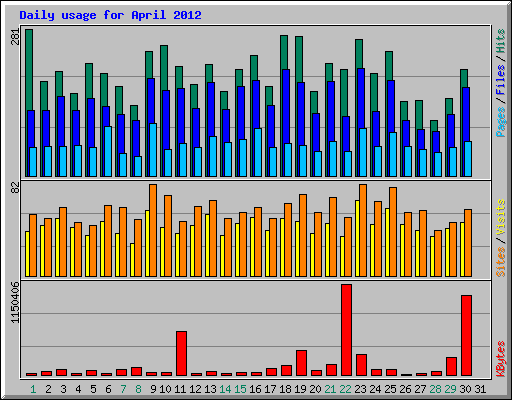 Daily usage for April 2012
281
Pages / Files / Hits
82
Sites / Visits
1150406
KBytes
1 2 3 4 5 6 7 8 9 10 11 12 13 14 15 16 17 18 19 20 21 22 23 24 25 26 27 28 29 30 31